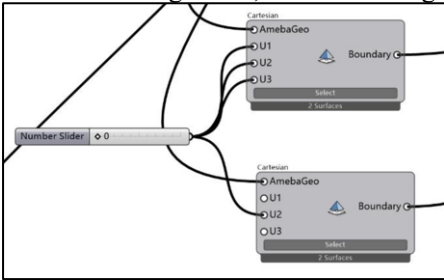 Cartesian
AmebaGeo
U1
U2
U3
Boundary
Select
2 Surfaces
Number Slider 0
Cartesian
AmebaGeo
U1
U2
U3
Boundary
Select
2 Surfaces